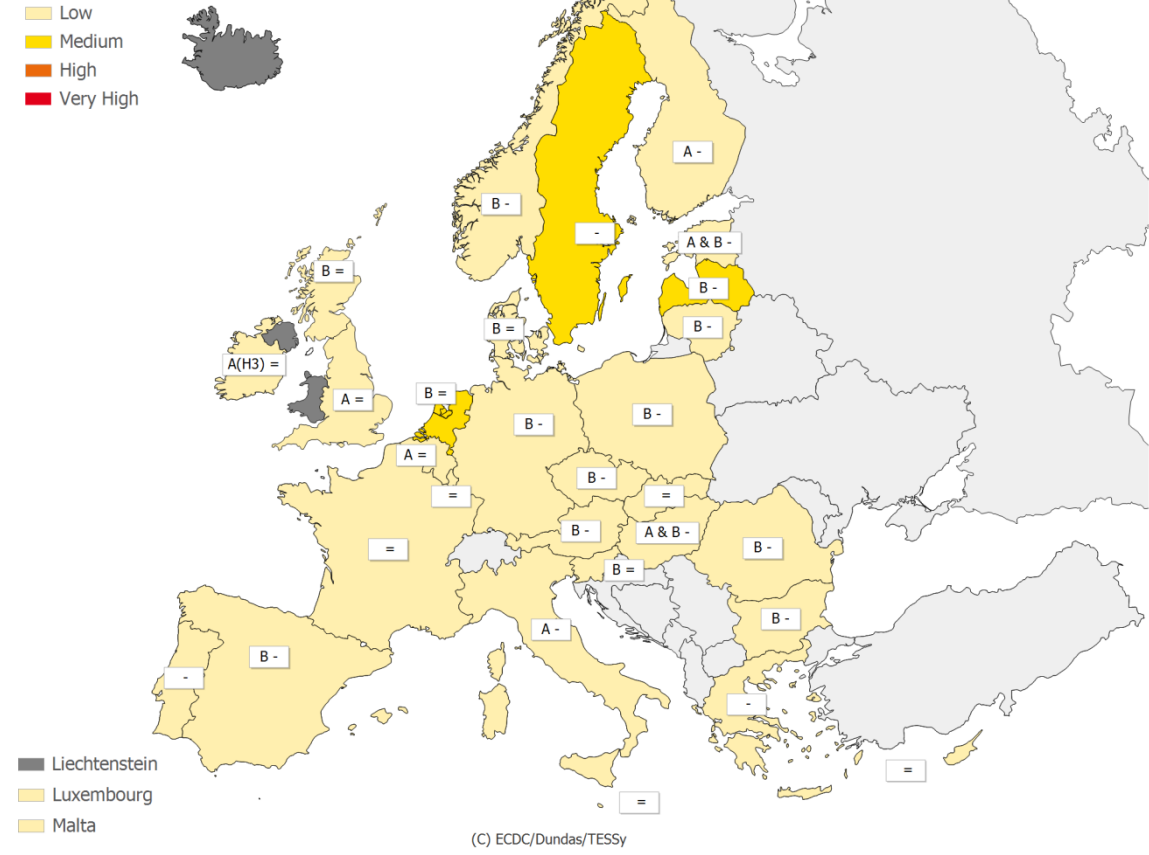 Low
Medium
High
Very High
A -
B -
-
A & B -
B =
B -
B =
B -
A(H3) =
B =
A =
B -
B -
A =
B -
=
=
B -
A & B -
=
B -
B =
B -
A -
B -
-
-
=
Liechtenstein
Luxembourg
=
Malta
(C) ECDC/Dundas/TESSy